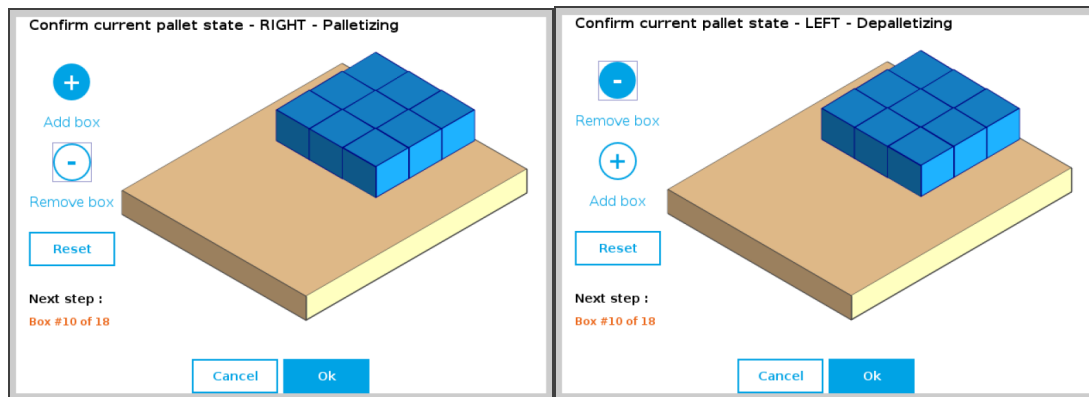 Confirm current pallet state - RIGHT - Palletizing
+
Add box
-
Remove box
Reset
Next step :
Box #10 of 18
Cancel
Ok
Confirm current pallet state - LEFT - Depalletizing
-
Remove box
+
Add box
Reset
Next step :
Box #10 of 18
Cancel
Ok